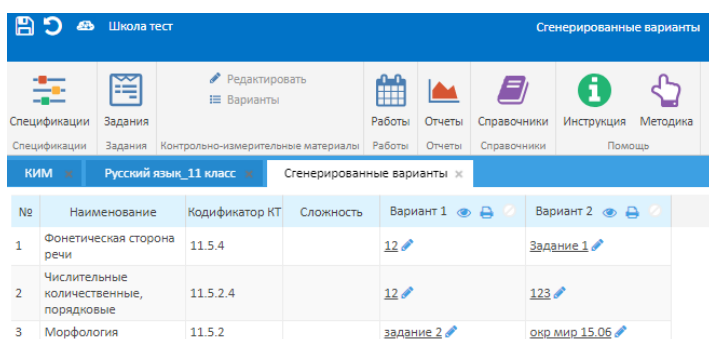 Школа тест
Сгенерированные варианты
Редактировать
Варианты
Спецификации Задания Работы Отчеты Справочники Инструкция Методика
Спецификации Задания Контрольно-измерительные материалы Работы Отчеты Справочники Помощь
КИМ × Русский язык_11 класс × Сгенерированные варианты ×
№ Наименование Кодификатор КТ Сложность Вариант 1 Вариант 2
1 Фонетическая сторона речи 11.5.4 12 Задание 1
2 Числительные количественные, порядковые 11.5.2.4 12 123
3 Морфология 11.5.2 задание 2 окр мир 15.06